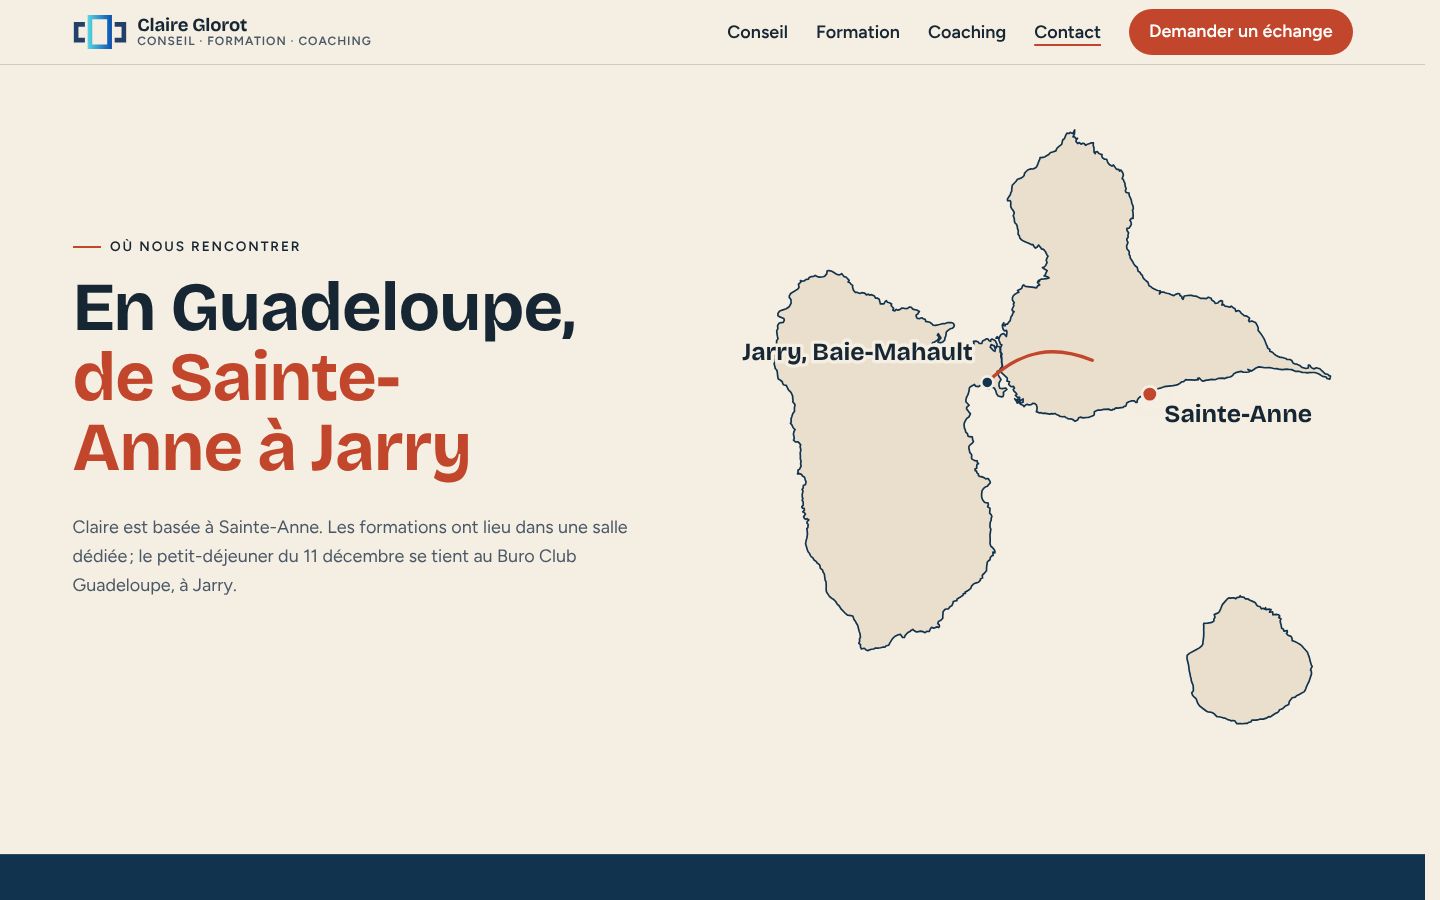 Claire Glorot
CONSEIL · FORMATION · COACHING
Conseil
Formation
Coaching
Contact
Demander un échange
OÙ NOUS RENCONTRER
En Guadeloupe,
de Sainte-
Anne à Jarry
Claire est basée à Sainte-Anne. Les formations ont lieu dans une salle
dédiée ; le petit-déjeuner du 11 décembre se tient au Buro Club
Guadeloupe, à Jarry.
Jarry, Baie-Mahault
Sainte-Anne